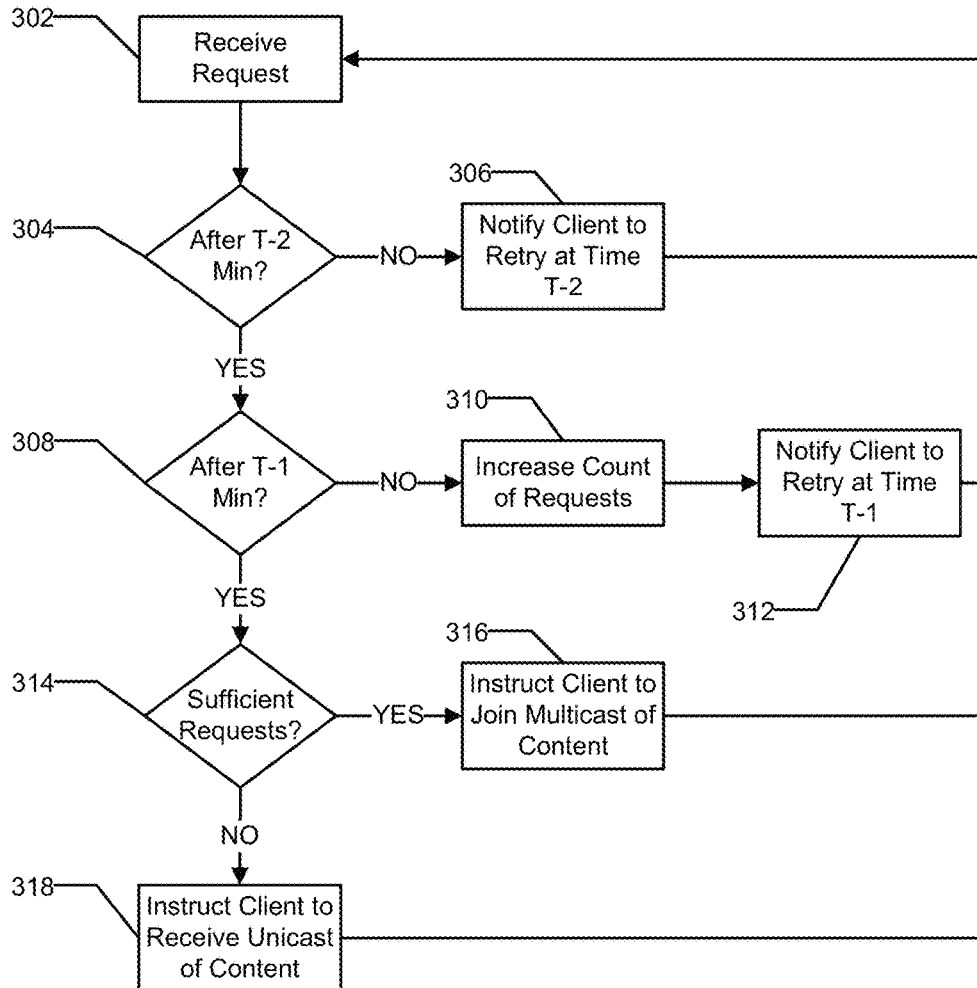 302
Receive
Request
304
After T-2
Min?
NO
306
Notify Client to
Retry at Time
T-2
YES
308
After T-1
Min?
NO
310
Increase Count
of Requests
Notify Client to
Retry at Time
T-1
312
YES
314
Sufficient
Requests?
YES
316
Instruct Client to
Join Multicast of
Content
NO
318
Instruct Client to
Receive Unicast
of Content